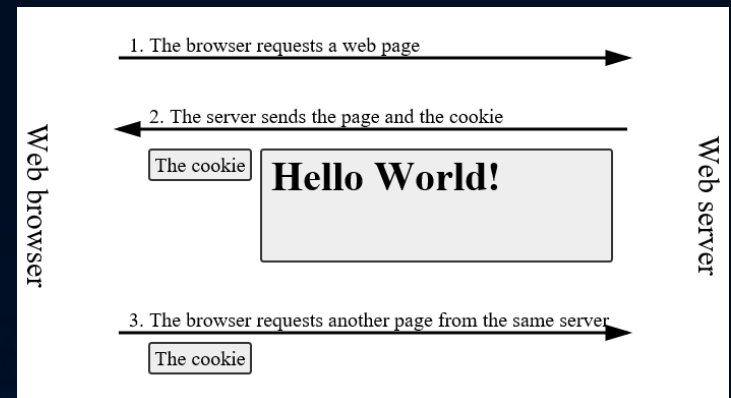 1. The browser requests a web page
2. The server sends the page and the cookie
The cookie
Hello World!
Web browser
Web server
3. The browser requests another page from the same server
The cookie